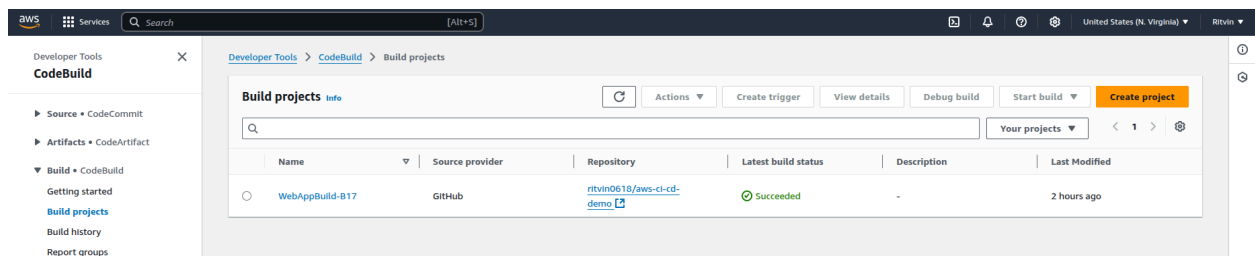 aws Services Search [Alt+S] United States (N. Virginia) Ritvin
Developer Tools
CodeBuild
Source • CodeCommit
Artifacts • CodeArtifact
Build • CodeBuild
Getting started
Build projects
Build history
Report groups
Developer Tools > CodeBuild > Build projects
Build projects Info Actions Create trigger View details Debug build Start build Create project
Your projects < 1 >
Name Source provider Repository Latest build status Description Last Modified
WebAppBuild-B17 GitHub ritvin0618/aws-ci-cd- Succeeded - 2 hours ago
demo